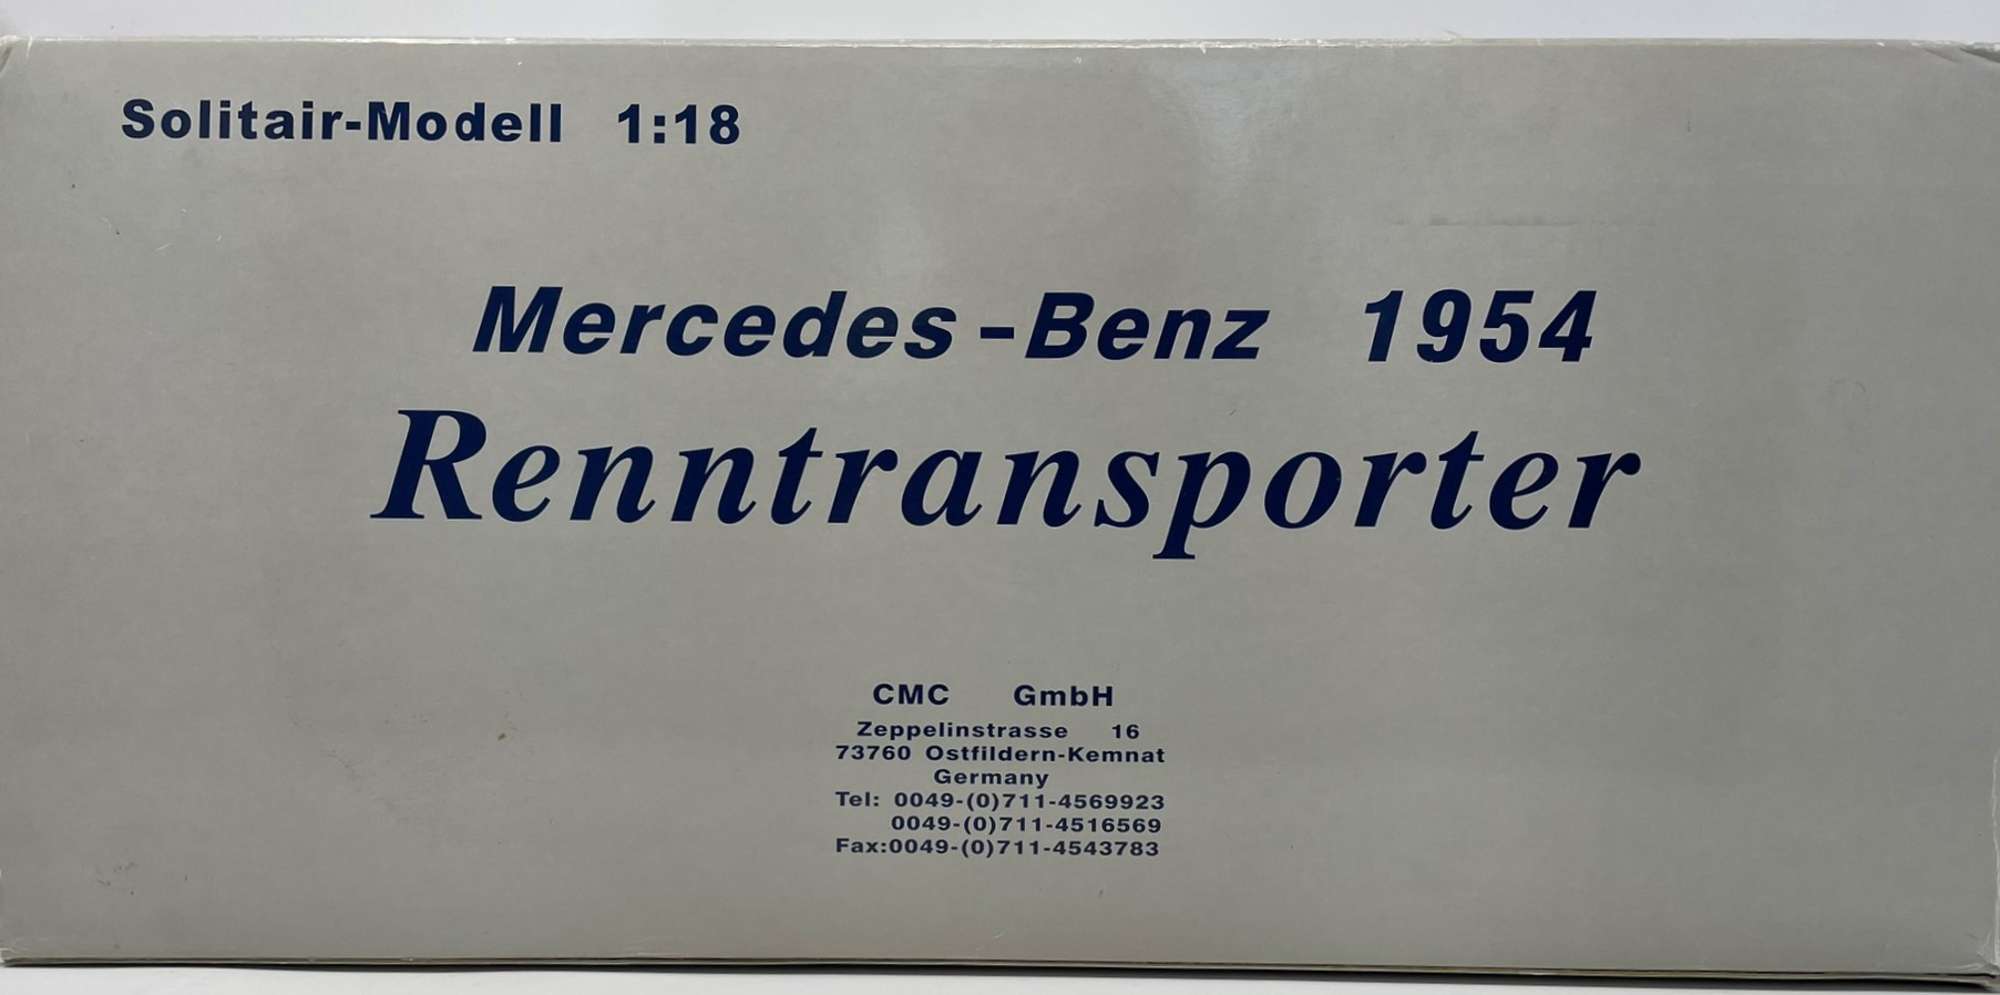 Solitair-Modell 1:18
Mercedes-Benz 1954
Renntransporter
CMC GmbH
Zeppelinstrasse 16
73760 Ostfildern-Kemnat
Germany
Tel: 0049-(0)711-4569923
0049-(0)711-4516569
Fax:0049-(0)711-4543783